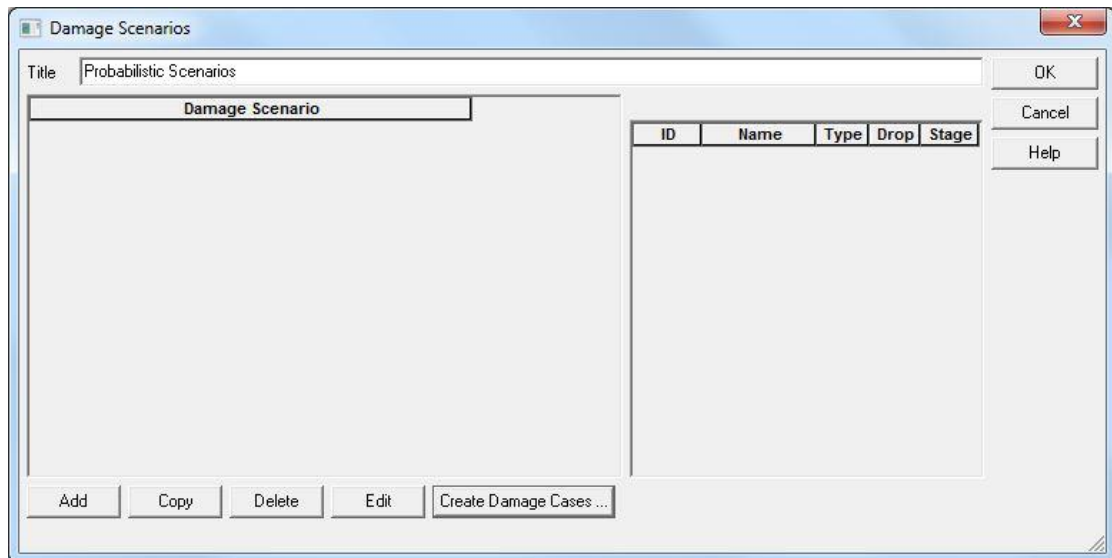 Damage Scenarios
Title Probabilistic Scenarios OK
Damage Scenario Cancel
ID Name Type Drop Stage
Help
Add Copy Delete Edit Create Damage Cases ...